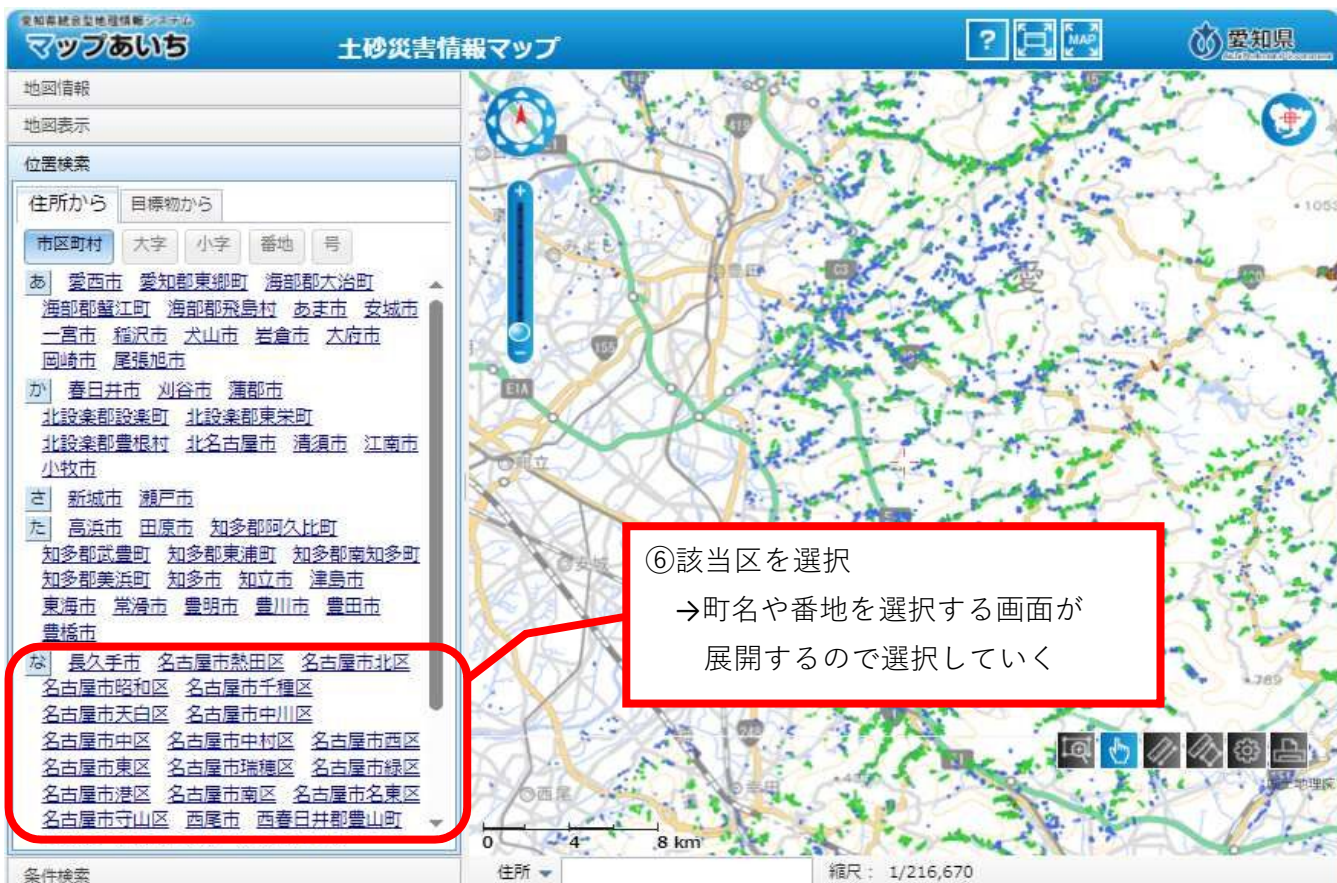 愛知県統合型地理情報システム
マップあいち
土砂災害情報マップ
?
MAP
愛知県
地図情報
地図表示
位置検索
住所から 目標物から
市区町村 大字 小字 番地 号
あ 愛西市 愛知郡東郷町 海部郡大治町
海部郡蟹江町 海部郡飛島村 あま市 安城市
一宮市 稲沢市 犬山市 岩倉市 大府市
岡崎市 尾張旭市
か 春日井市 刈谷市 蒲郡市
北設楽郡設楽町 北設楽郡東栄町
北設楽郡豊根村 北名古屋市 清須市 江南市
小牧市
さ 新城市 瀬戸市
た 高浜市 田原市 知多郡阿久比町
知多郡武豊町 知多郡東浦町 知多郡南知多町
知多郡美浜町 知多市 知立市 津島市
東海市 常滑市 豊明市 豊川市 豊田市
豊橋市
な 長久手市 名古屋市熱田区 名古屋市北区
名古屋市昭和区 名古屋市千種区
名古屋市天白区 名古屋市中川区
名古屋市中区 名古屋市中村区 名古屋市西区
名古屋市東区 名古屋市瑞穂区 名古屋市緑区
名古屋市港区 名古屋市南区 名古屋市名東区
名古屋市守山区 西尾市 西春日井郡豊山町
条件検索
419
1053
みよし
豊田
C3
愛
420
155
E1A
知立
安城
⑥該当区を選択
→町名や番地を選択する画面が
展開するので選択していく
789
E1
西尾
幸田
国土地理院
0 4 8 km
住所
縮尺： 1/216,670